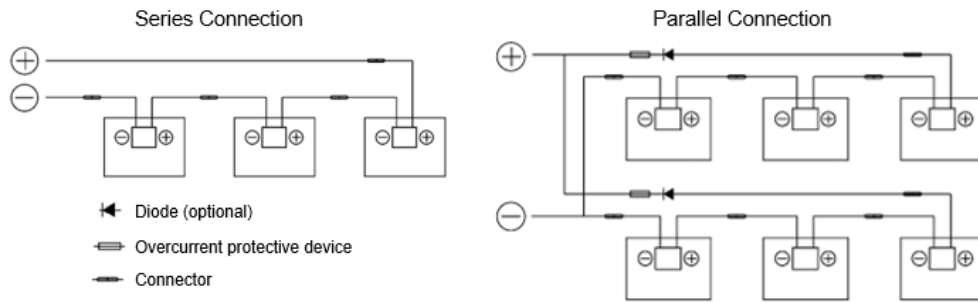 Series Connection
Parallel Connection
+
−
− +
− +
− +
Diode (optional)
Overcurrent protective device
Connector
+
− +
− +
− +
−
− +
− +
− +